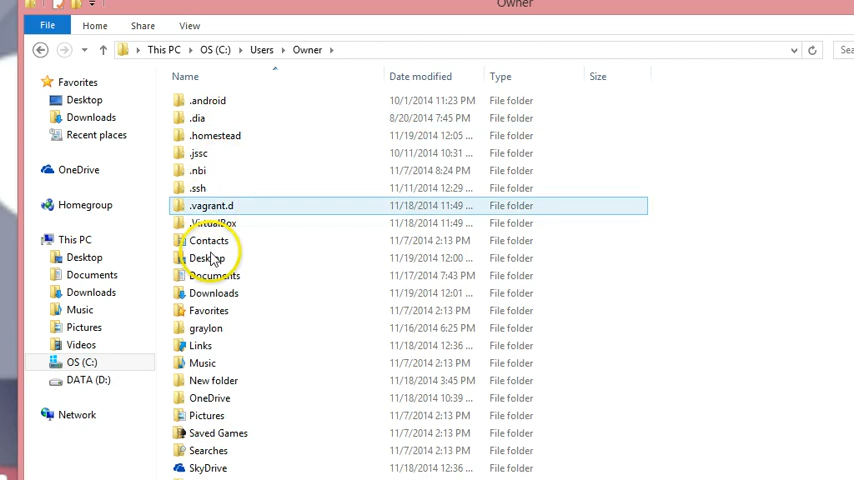 Owner
File Home Share View
This PC OS (C:) Users Owner
Sea
Name Date modified Type Size
Favorites
Desktop
Downloads
Recent places
OneDrive
Homegroup
This PC
Desktop
Documents
Downloads
Music
Pictures
Videos
OS (C:)
DATA (D:)
Network
.android 10/1/2014 11:23 PM File folder
.dia 8/20/2014 7:45 PM File folder
.homestead 11/19/2014 12:05 ... File folder
.jssc 10/11/2014 10:31 ... File folder
.nbi 11/7/2014 8:24 PM File folder
.ssh 11/11/2014 12:29 ... File folder
.vagrant.d 11/18/2014 11:49 ... File folder
.VirtualBox 11/18/2014 11:49 ... File folder
Contacts 11/7/2014 2:13 PM File folder
Desktop 11/19/2014 12:00 ... File folder
Documents 11/17/2014 7:43 PM File folder
Downloads 11/19/2014 12:01 ... File folder
Favorites 11/7/2014 2:13 PM File folder
graylon 11/16/2014 6:25 PM File folder
Links 11/18/2014 12:36 ... File folder
Music 11/7/2014 2:13 PM File folder
New folder 11/18/2014 3:45 PM File folder
OneDrive 11/18/2014 10:39 ... File folder
Pictures 11/7/2014 2:13 PM File folder
Saved Games 11/7/2014 2:13 PM File folder
Searches 11/7/2014 2:13 PM File folder
SkyDrive 11/18/2014 12:36 ... File folder